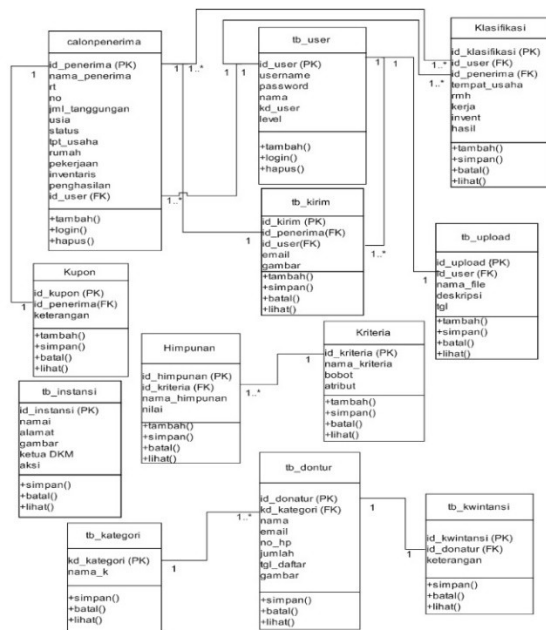 calonpenerima
id_penerima (PK)
nama_penerima
rt
no
jml_tanggungan
usia
status
tpt_usaha
rumah
pekerjaan
inventaris
penghasilan
id_user (FK)
+tambah()
+login()
+hapus()
tb_user
id_user (PK)
username
password
nama
kd_user
level
+tambah()
+login()
+hapus()
Klasifikasi
id_klasifikasi (PK)
id_user (FK)
id_penerima (FK)
tempat_usaha
rmh
kerja
invent
hasil
+tambah()
+simpan()
+batal()
+lihat()
1
1
1..*
1
1
1
1
1..*
1..*
1..*
1
1..*
1
1
tb_kirim
id_kirim (PK)
id_penerima(FK)
id_user(FK)
email
gambar
+tambah()
+simpan()
+batal()
+lihat()
tb_upload
id_upload (PK)
id_user (FK)
nama_file
deskripsi
tgl
+tambah()
+simpan()
+batal()
+lihat()
Kupon
id_kupon (PK)
id_penerima(FK)
keterangan
+tambah()
+simpan()
+batal()
+lihat()
Himpunan
id_himpunan (PK)
id_kriteria (FK)
nama_himpunan
nilai
+tambah()
+simpan()
+batal()
+lihat()
1..*
1
Kriteria
id_kriteria (PK)
nama_kriteria
bobot
atribut
+tambah()
+simpan()
+batal()
+lihat()
tb_instansi
id_instansi (PK)
namai
alamat
gambar
ketua DKM
aksi
+simpan()
+batal()
+lihat()
tb_dontur
id_donatur (PK)
kd_kategori (FK)
nama
email
no_hp
jumlah
tgl_daftar
gambar
+simpan()
+batal()
+lihat()
1..*
1
1
1
tb_kategori
kd_kategori (PK)
nama_k
+simpan()
+batal()
+lihat()
tb_kwintansi
id_kwintansi (PK)
id_donatur (FK)
keterangan
+simpan()
+batal()
+lihat()